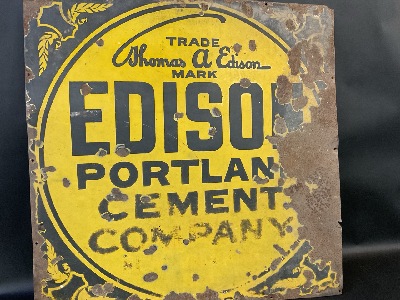 TRADE
Thomas A Edison
MARK
EDISO
PORTLAN
CEMENT
COMPANY